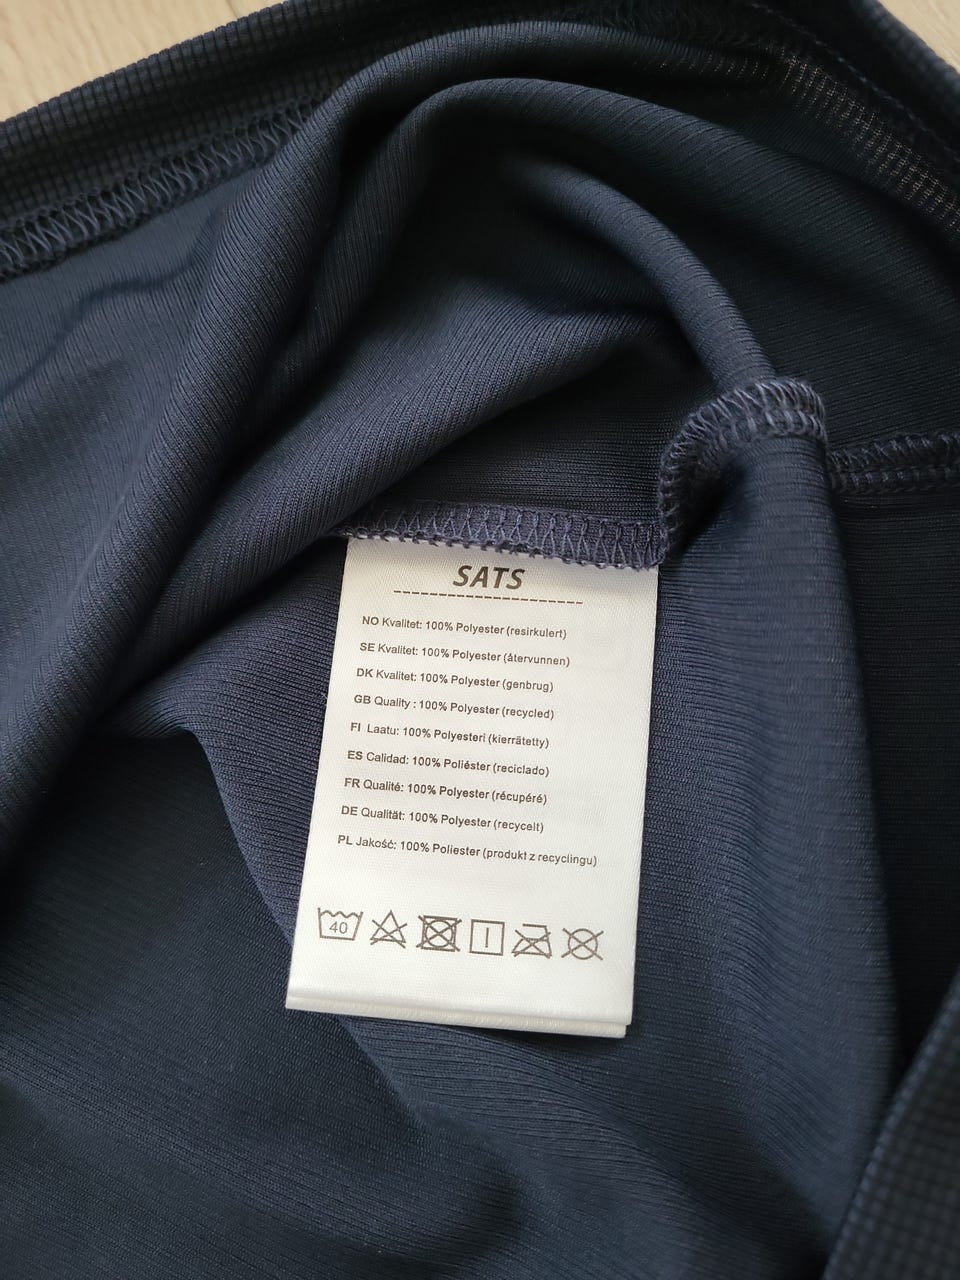 SATS
NO Kvalitet: 100% Polyester (resirkulert)
SE Kvalitet: 100% Polyester (återvunnen)
DK Kvalitet: 100% Polyester (genbrug)
GB Quality : 100% Polyester (recycled)
FI Laatu: 100% Polyesteri (kierrätetty)
ES Calidad: 100% Poliéster (reciclado)
FR Qualité: 100% Polyester (récupéré)
DE Qualität: 100% Polyester (recycelt)
PL Jakość: 100% Poliester (produkt z recyclingu)
40